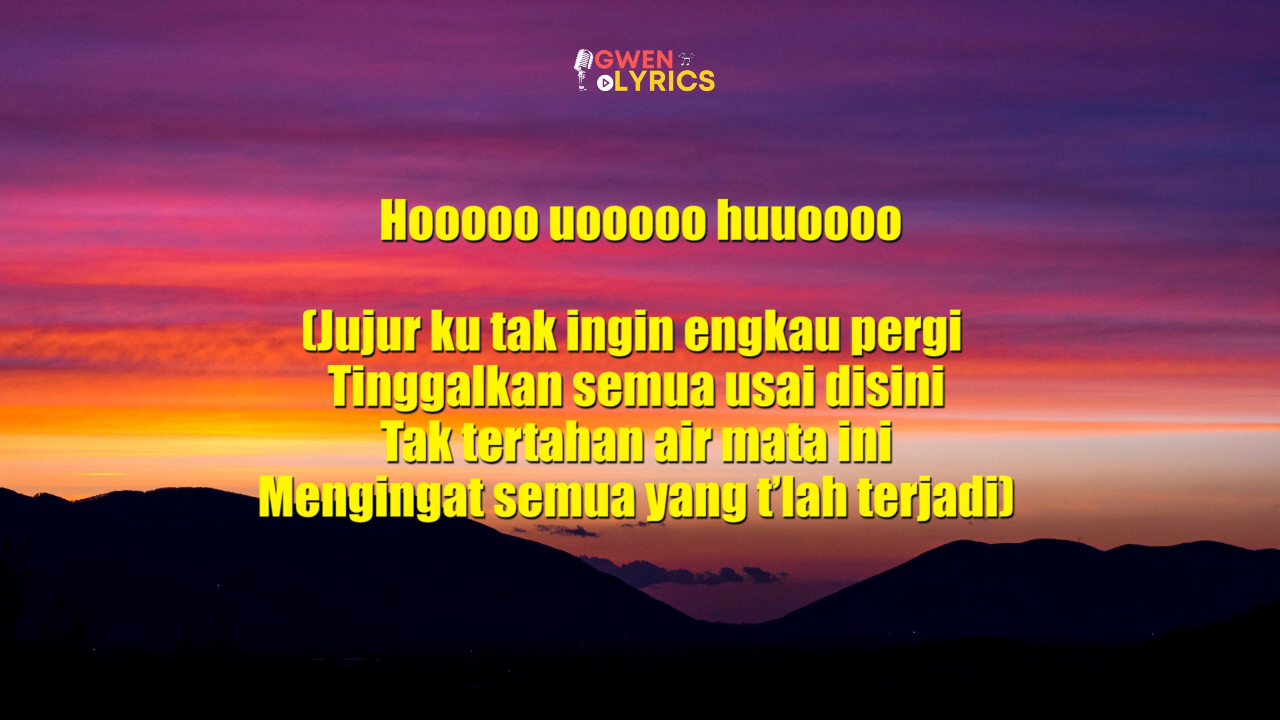 GWEN
LYRICS
Hooooo uooooo huuoooo
(Jujur ku tak ingin engkau pergi
Tinggalkan semua usai disini
Tak tertahan air mata ini
Mengingat semua yang t’lah terjadi)